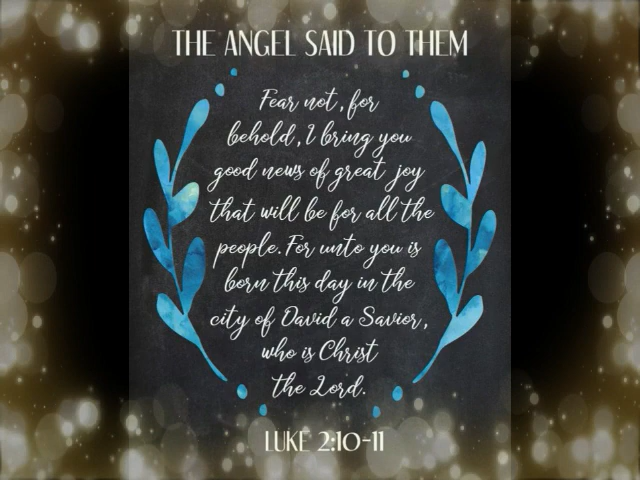 THE ANGEL SAID TO THEM
Fear not, for
behold, I bring you
good news of great joy
that will be for all the
people. For unto you is
born this day in the
city of David a Savior,
who is Christ
the Lord.
LUKE 2:10-11